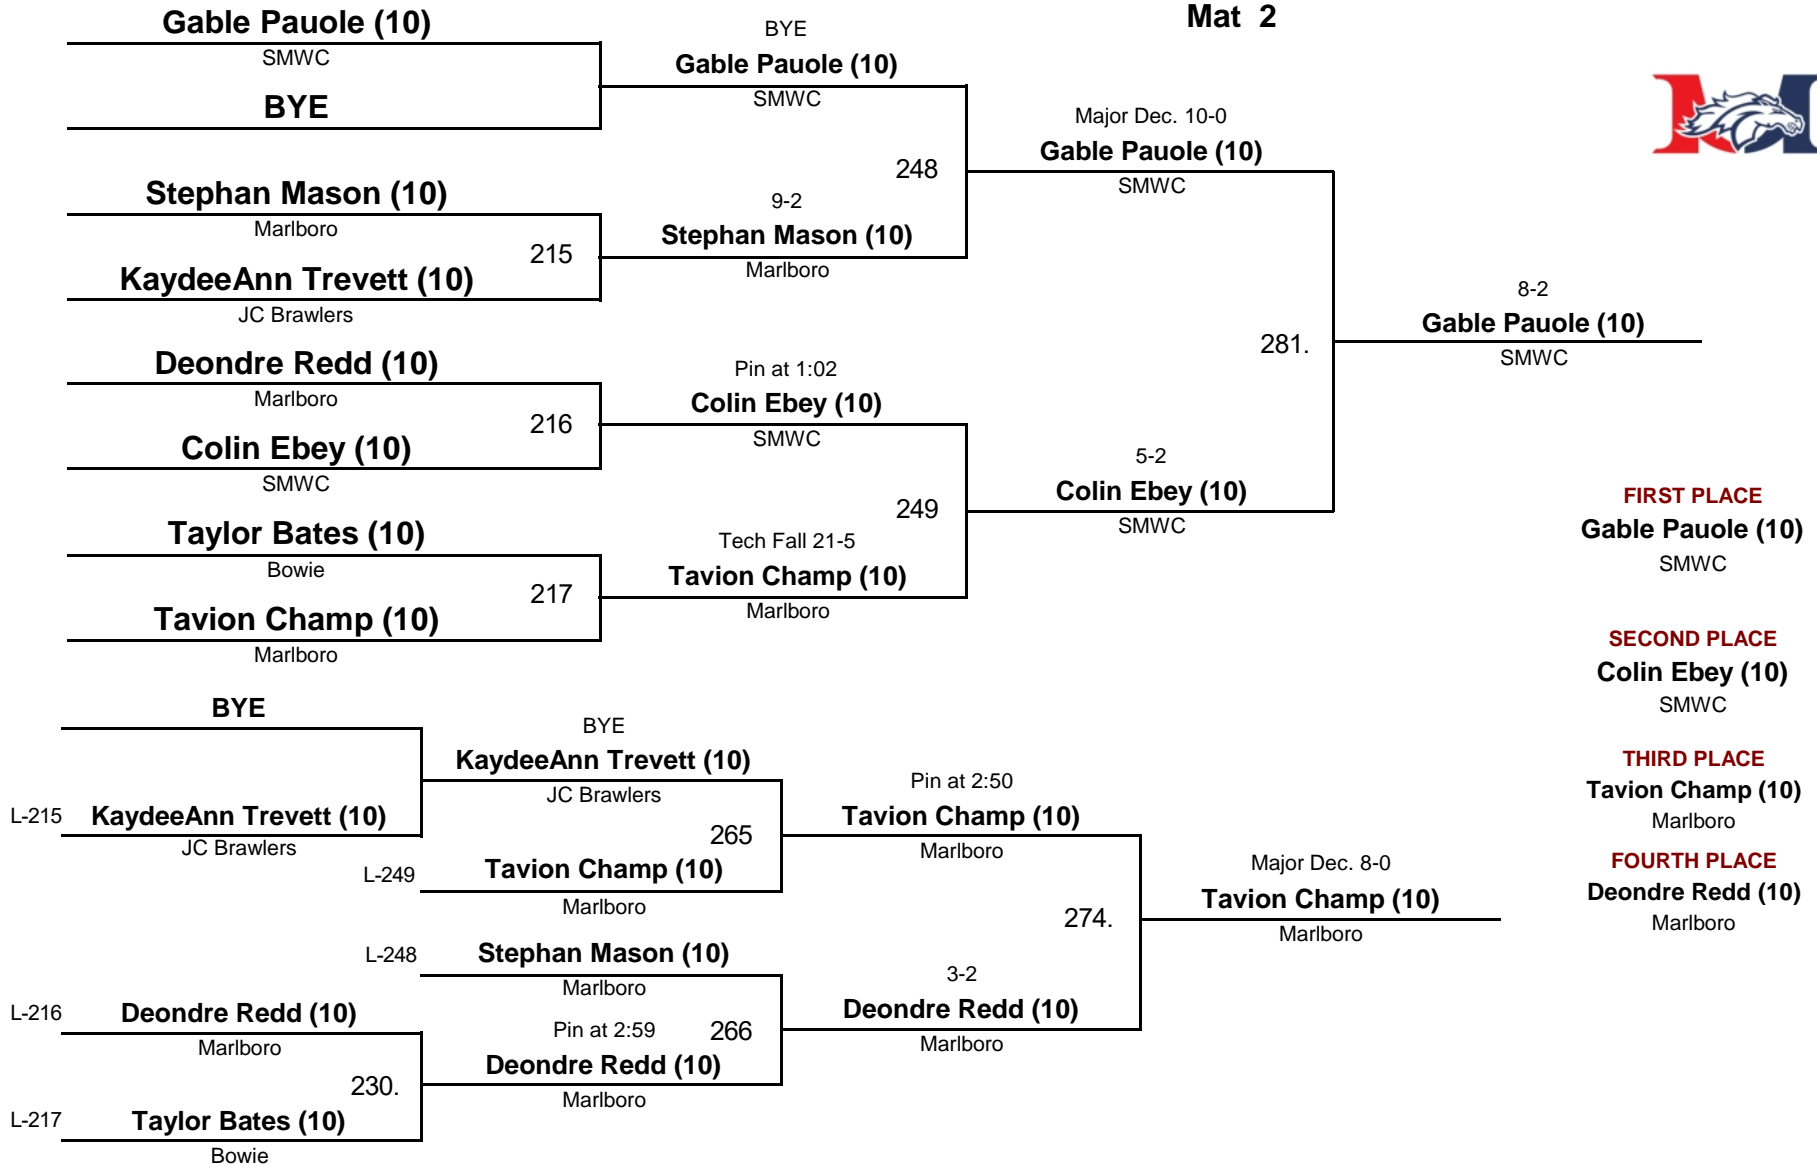 Mat 2
Gable Pauole (10)
SMWC
BYE
Stephan Mason (10)
Marlboro
215
KaydeeAnn Trevett (10)
JC Brawlers
Deondre Redd (10)
Marlboro
216
Colin Ebey (10)
SMWC
Taylor Bates (10)
Bowie
217
Tavion Champ (10)
Marlboro
BYE
Gable Pauole (10)
SMWC
248
9-2
Stephan Mason (10)
Marlboro
Pin at 1:02
Colin Ebey (10)
SMWC
249
Tech Fall 21-5
Tavion Champ (10)
Marlboro
Major Dec. 10-0
Gable Pauole (10)
SMWC
281.
5-2
Colin Ebey (10)
SMWC
8-2
Gable Pauole (10)
SMWC
FIRST PLACE
Gable Pauole (10)
SMWC
SECOND PLACE
Colin Ebey (10)
SMWC
THIRD PLACE
Tavion Champ (10)
Marlboro
FOURTH PLACE
Deondre Redd (10)
Marlboro
BYE
L-215 KaydeeAnn Trevett (10)
JC Brawlers
L-216 Deondre Redd (10)
Marlboro
230.
L-217 Taylor Bates (10)
Bowie
BYE
KaydeeAnn Trevett (10)
JC Brawlers
265
L-249 Tavion Champ (10)
Marlboro
L-248 Stephan Mason (10)
Marlboro
Pin at 2:59 266
Deondre Redd (10)
Marlboro
Pin at 2:50
Tavion Champ (10)
Marlboro
274.
3-2
Deondre Redd (10)
Marlboro
Major Dec. 8-0
Tavion Champ (10)
Marlboro